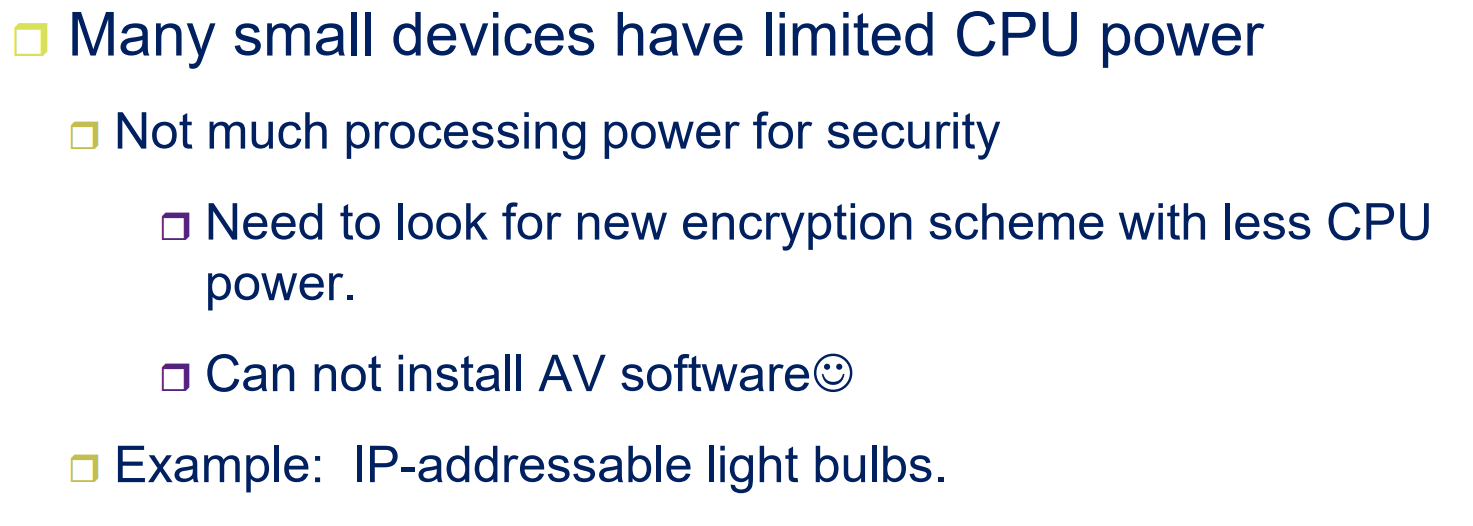 Many small devices have limited CPU power
Not much processing power for security
Need to look for new encryption scheme with less CPU
power.
Can not install AV software☺
Example:  IP-addressable light bulbs.